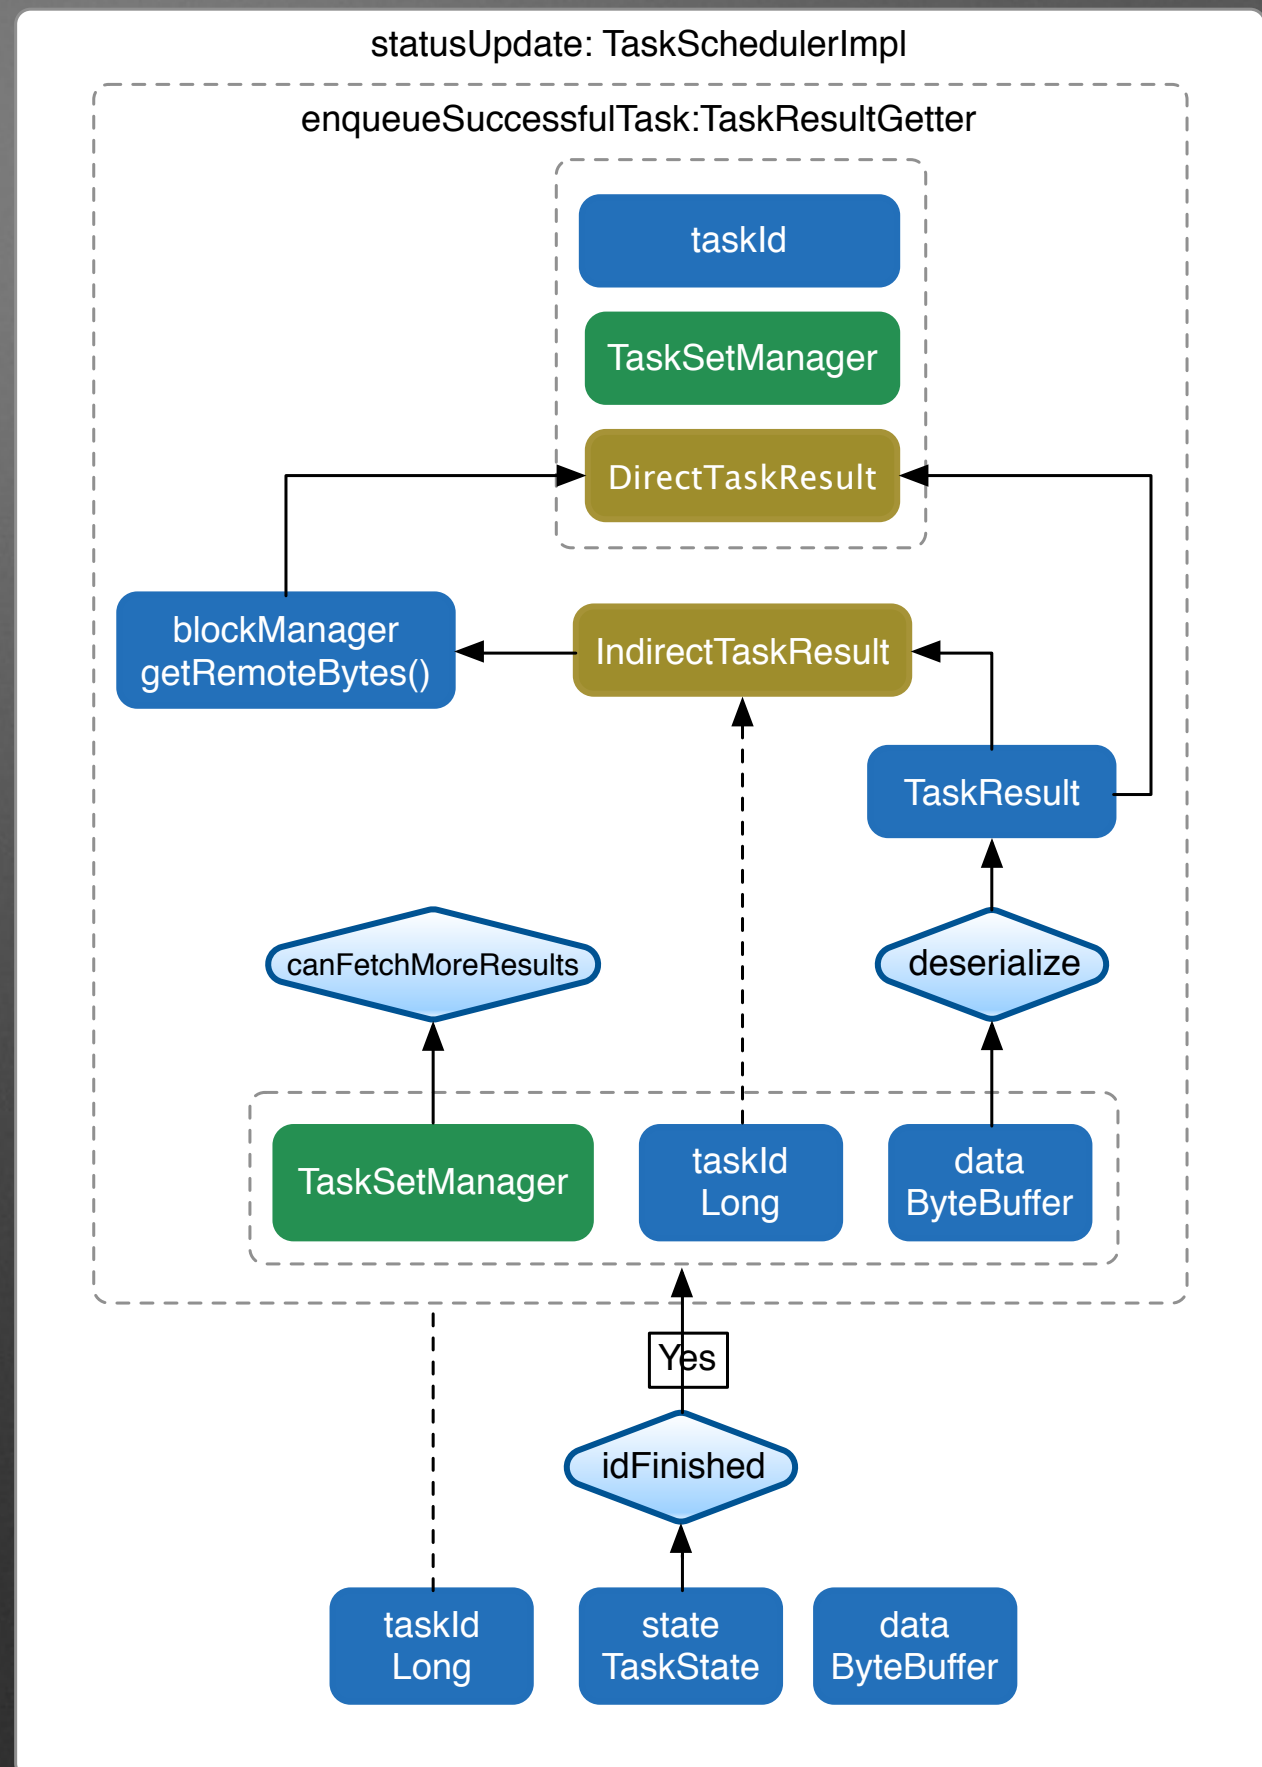 statusUpdate: TaskSchedulerImpl
enqueueSuccessfulTask:TaskResultGetter
taskId
TaskSetManager
DirectTaskResult
blockManager
getRemoteBytes()
IndirectTaskResult
TaskResult
canFetchMoreResults
deserialize
TaskSetManager
taskId
Long
data
ByteBuffer
Yes
idFinished
taskId
Long
state
TaskState
data
ByteBuffer